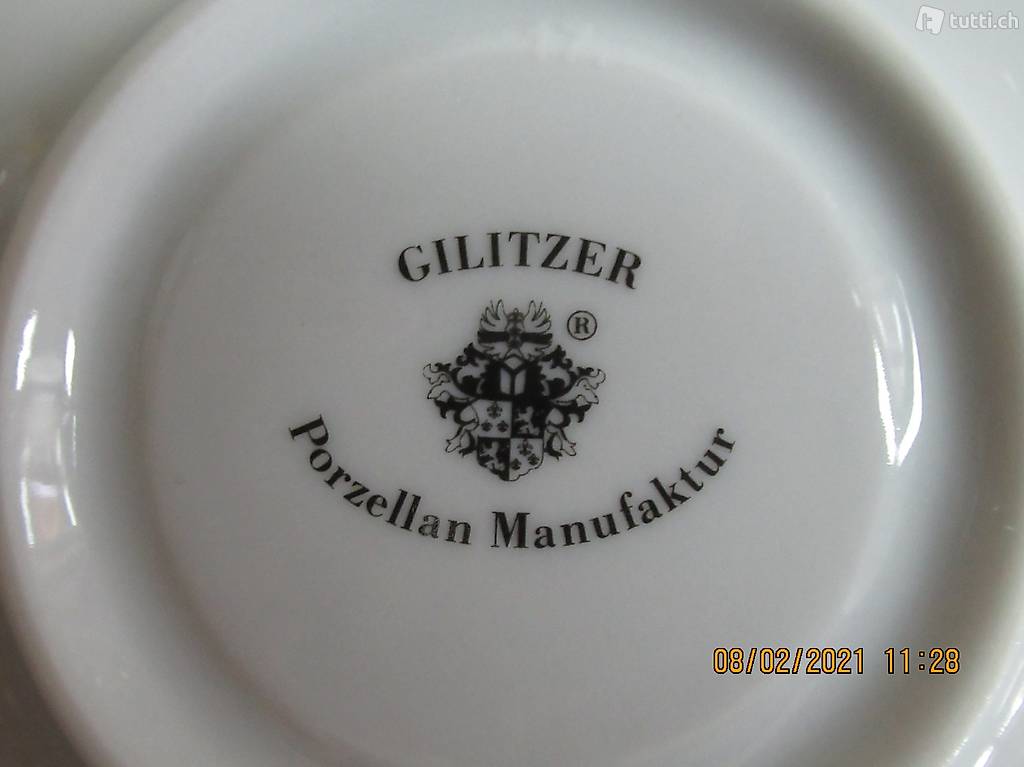 tutti.ch
GILITZER
®
Porzellan Manufaktur
08/02/2021 11:28